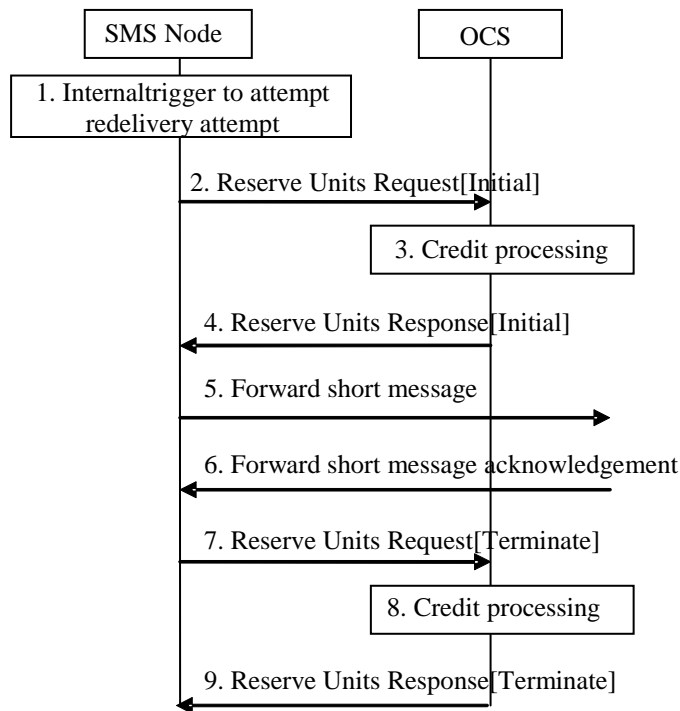 SMS Node
OCS
1. Internaltrigger to attempt
redelivery attempt
2. Reserve Units Request[Initial]
3. Credit processing
4. Reserve Units Response[Initial]
5. Forward short message
6. Forward short message acknowledgement
7. Reserve Units Request[Terminate]
8. Credit processing
9. Reserve Units Response[Terminate]